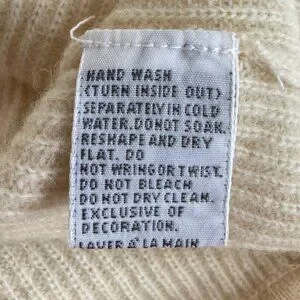 HAND WASH
(TURN INSIDE OUT)
SEPARATELY IN COLD
WATER. DO NOT SOAK.
RESHAPE AND DRY
FLAT. DO
NOT WRING OR TWIST.
DO NOT BLEACH.
DO NOT DRY CLEAN.
EXCLUSIVE OF
DECORATION.
LAVER À LA MAIN